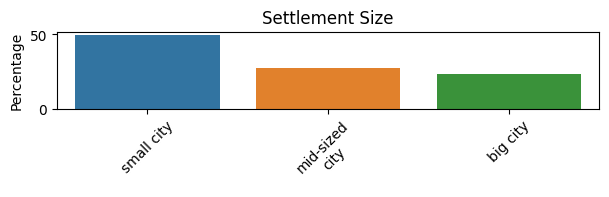 Settlement Size
Percentage
50
0
small city
mid-sized
city
big city